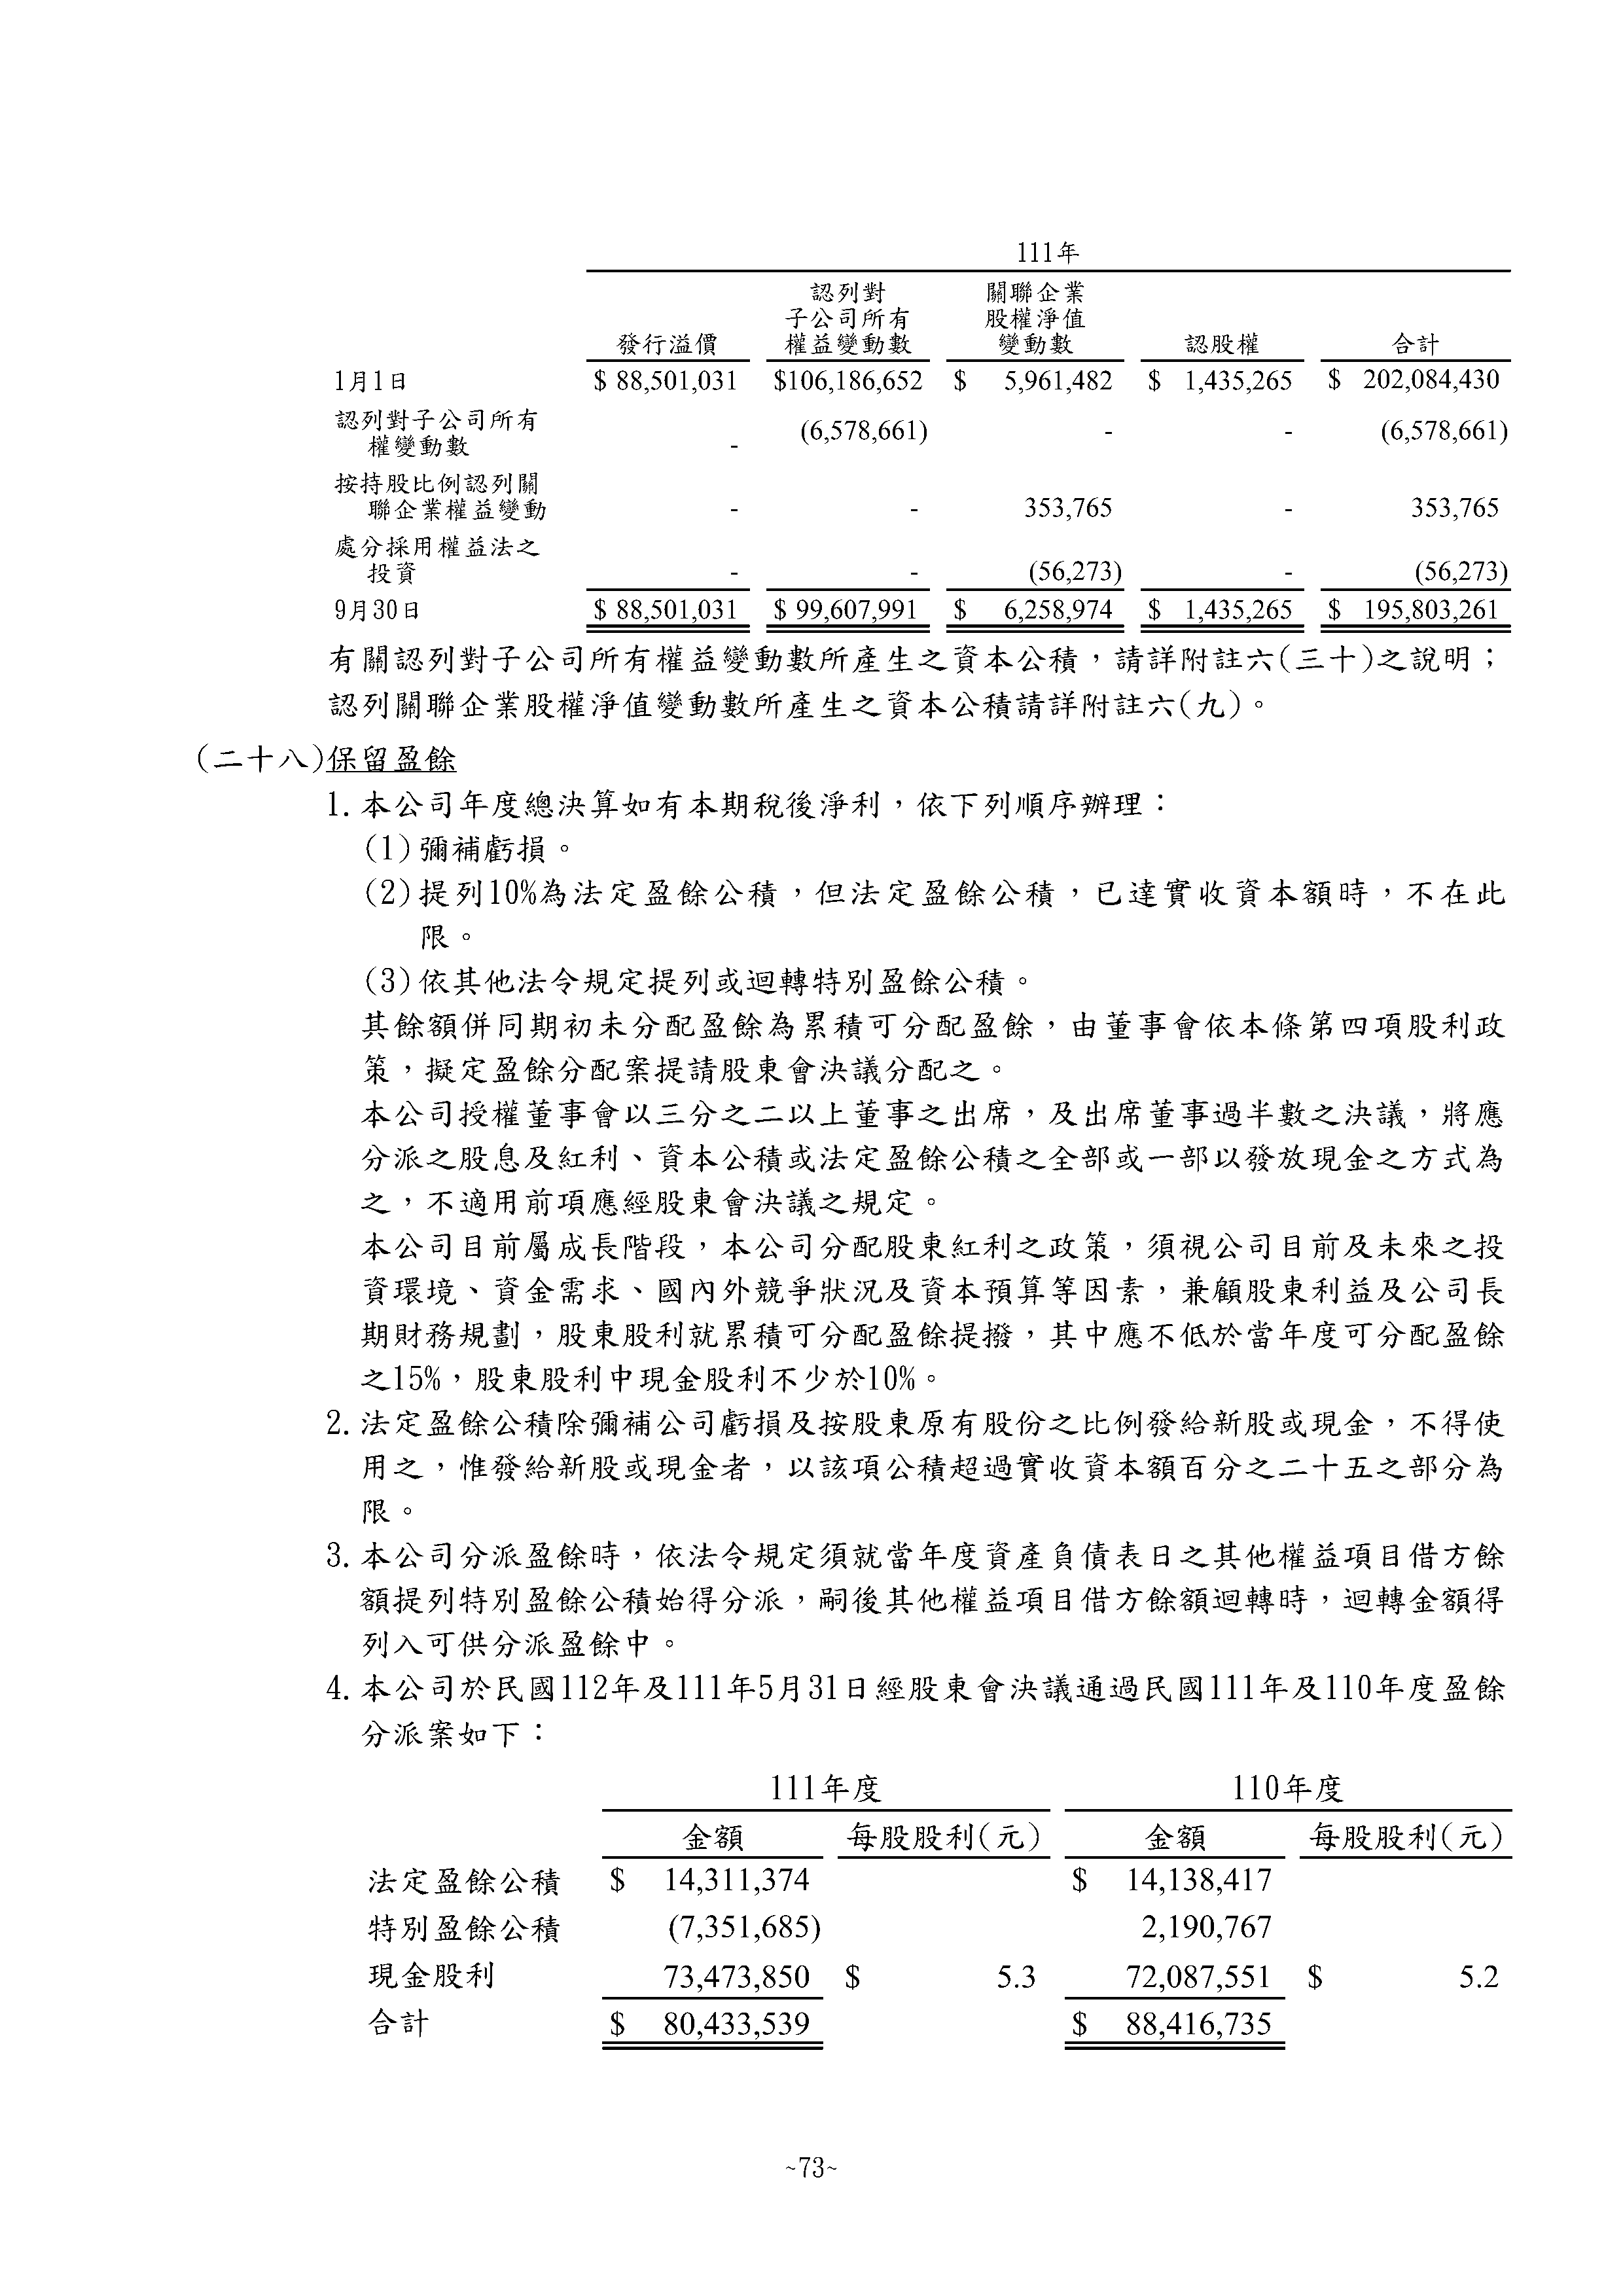 111年
認列對 關聯企業
子公司所有 股權淨值
發行溢價 權益變動數 變動數 認股權 合計
1月1日 $ 88,501,031 $106,186,652 $ 5,961,482 $ 1,435,265 $ 202,084,430
認列對子公司所有
權變動數 - (6,578,661) - - (6,578,661)
按持股比例認列關
聯企業權益變動 - - 353,765 - 353,765
處分採用權益法之
投資 - - (56,273) - (56,273)
9月30日 $ 88,501,031 $ 99,607,991 $ 6,258,974 $ 1,435,265 $ 195,803,261
有關認列對子公司所有權益變動數所產生之資本公積，請詳附註六(三十)之說明；
認列關聯企業股權淨值變動數所產生之資本公積請詳附註六(九)。
(二十八)保留盈餘
1.本公司年度總決算如有本期稅後淨利，依下列順序辦理：
(1)彌補虧損。
(2)提列10%為法定盈餘公積，但法定盈餘公積，已達實收資本額時，不在此
限。
(3)依其他法令規定提列或迴轉特別盈餘公積。
其餘額併同期初未分配盈餘為累積可分配盈餘，由董事會依本條第四項股利政
策，擬定盈餘分配案提請股東會決議分配之。
本公司授權董事會以三分之二以上董事之出席，及出席董事過半數之決議，將應
分派之股息及紅利、資本公積或法定盈餘公積之全部或一部以發放現金之方式為
之，不適用前項應經股東會決議之規定。
本公司目前屬成長階段，本公司分配股東紅利之政策，須視公司目前及未來之投
資環境、資金需求、國內外競爭狀況及資本預算等因素，兼顧股東利益及公司長
期財務規劃，股東股利就累積可分配盈餘提撥，其中應不低於當年度可分配盈餘
之15%，股東股利中現金股利不少於10%。
2.法定盈餘公積除彌補公司虧損及按股東原有股份之比例發給新股或現金，不得使
用之，惟發給新股或現金者，以該項公積超過實收資本額百分之二十五之部分為
限。
3.本公司分派盈餘時，依法令規定須就當年度資產負債表日之其他權益項目借方餘
額提列特別盈餘公積始得分派，嗣後其他權益項目借方餘額迴轉時，迴轉金額得
列入可供分派盈餘中。
4.本公司於民國112年及111年5月31日經股東會決議通過民國111年及110年度盈餘
分派案如下：
111年度 110年度
金額 每股股利(元) 金額 每股股利(元)
法定盈餘公積 $ 14,311,374 $ 14,138,417
特別盈餘公積 (7,351,685) 2,190,767
現金股利 73,473,850 $ 5.3 72,087,551 $ 5.2
合計 $ 80,433,539 $ 88,416,735
~73~